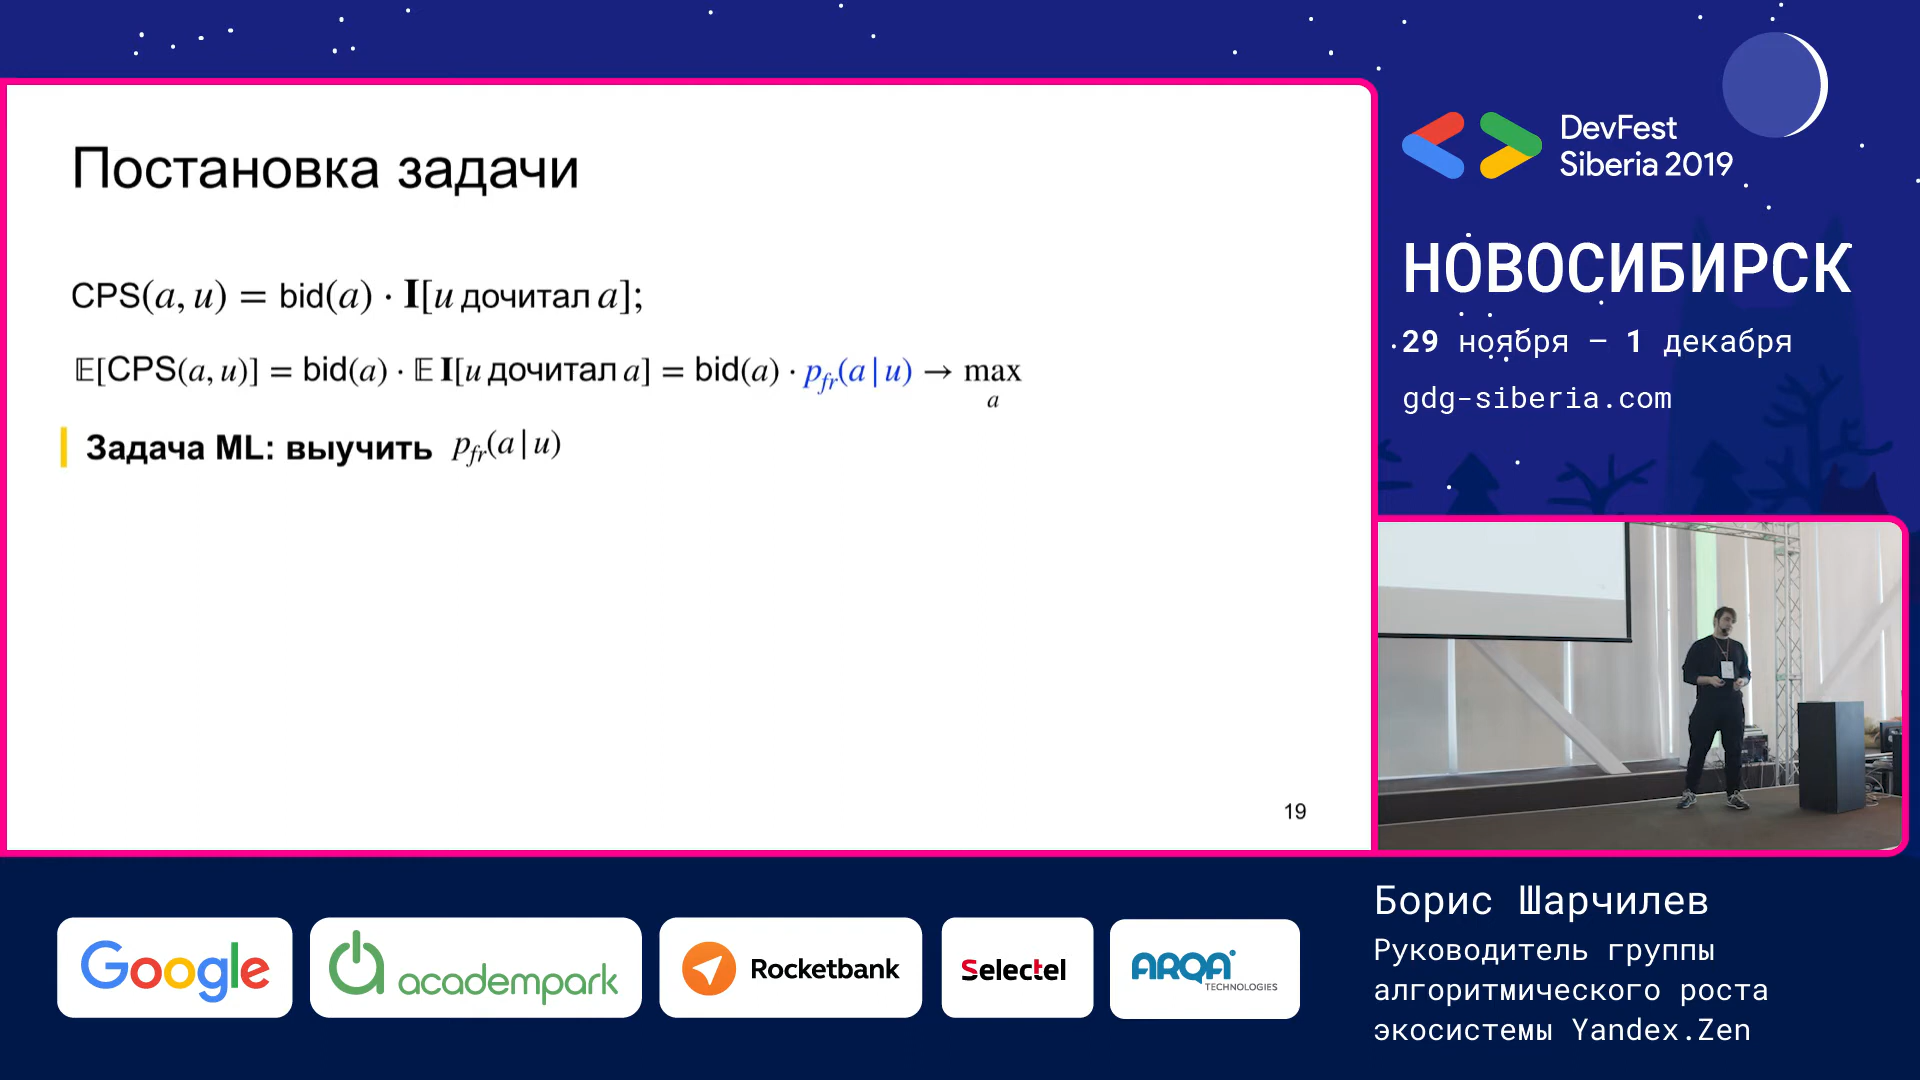 Постановка задачи
CPS(a, u) = bid(a) · I[u дочитал a];
𝔼[CPS(a, u)] = bid(a) · 𝔼 I[u дочитал a] = bid(a) · p_fr(a | u) → max
a
Задача ML: выучить p_fr(a | u)
19
DevFest
Siberia 2019
НОВОСИБИРСК
29 ноября – 1 декабря
gdg-siberia.com
Google
academpark
Rocketbank
Selectel
ARQA
TECHNOLOGIES
Борис Шарчилев
Руководитель группы
алгоритмического роста
экосистемы Yandex.Zen